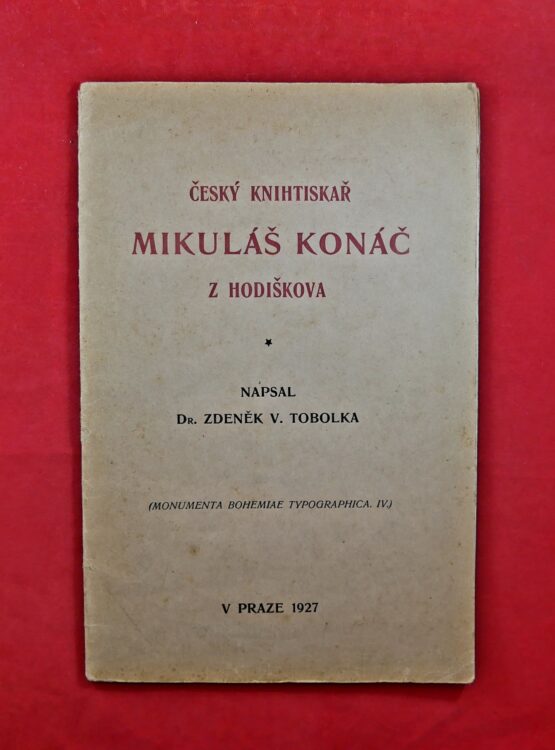 ČESKÝ KNIHTISKAŘ
MIKULÁŠ KONÁČ
Z HODIŠKOVA
NAPSAL
DR. ZDENĚK V. TOBOLKA
(MONUMENTA BOHEMIAE TYPOGRAPHICA. IV.)
V PRAZE 1927